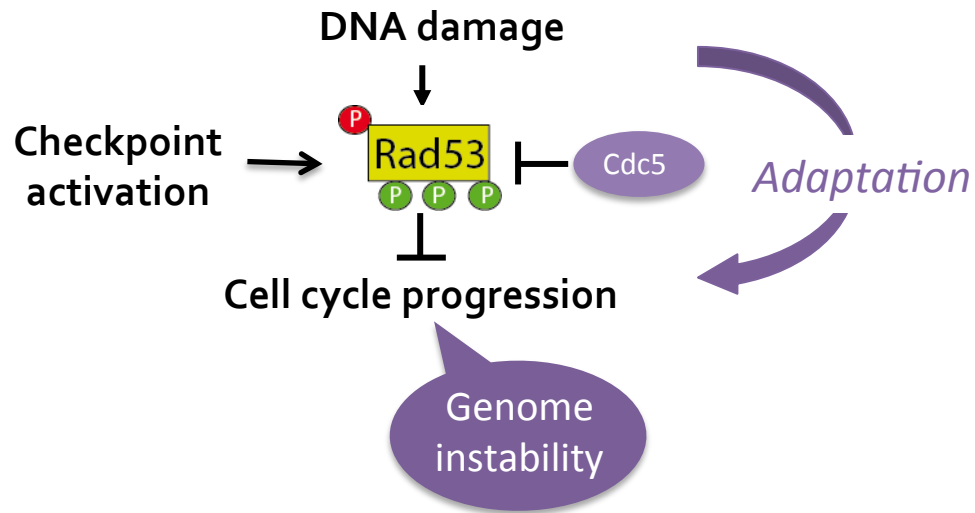 DNA damage
P
Checkpoint
activation
Rad53
Cdc5
Adaptation
P P P
Cell cycle progression
Genome
instability